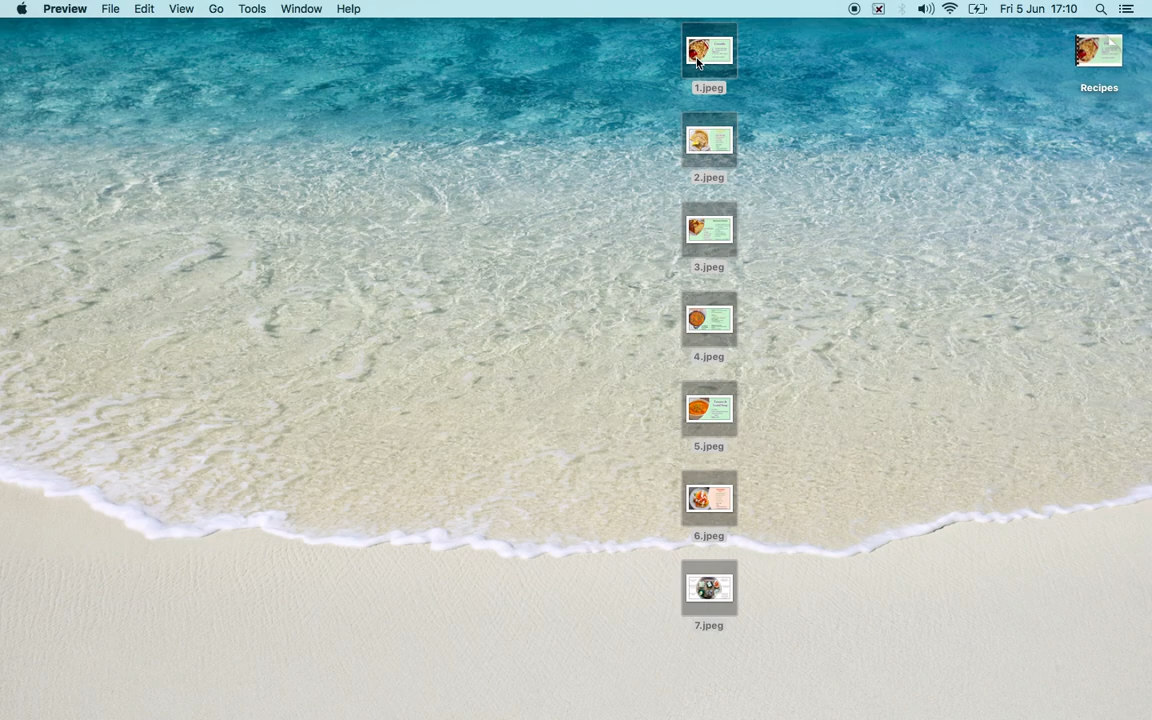 Preview File Edit View Go Tools Window Help Fri 5 Jun 17:10
1.jpeg
Recipes
2.jpeg
3.jpeg
4.jpeg
5.jpeg
6.jpeg
7.jpeg